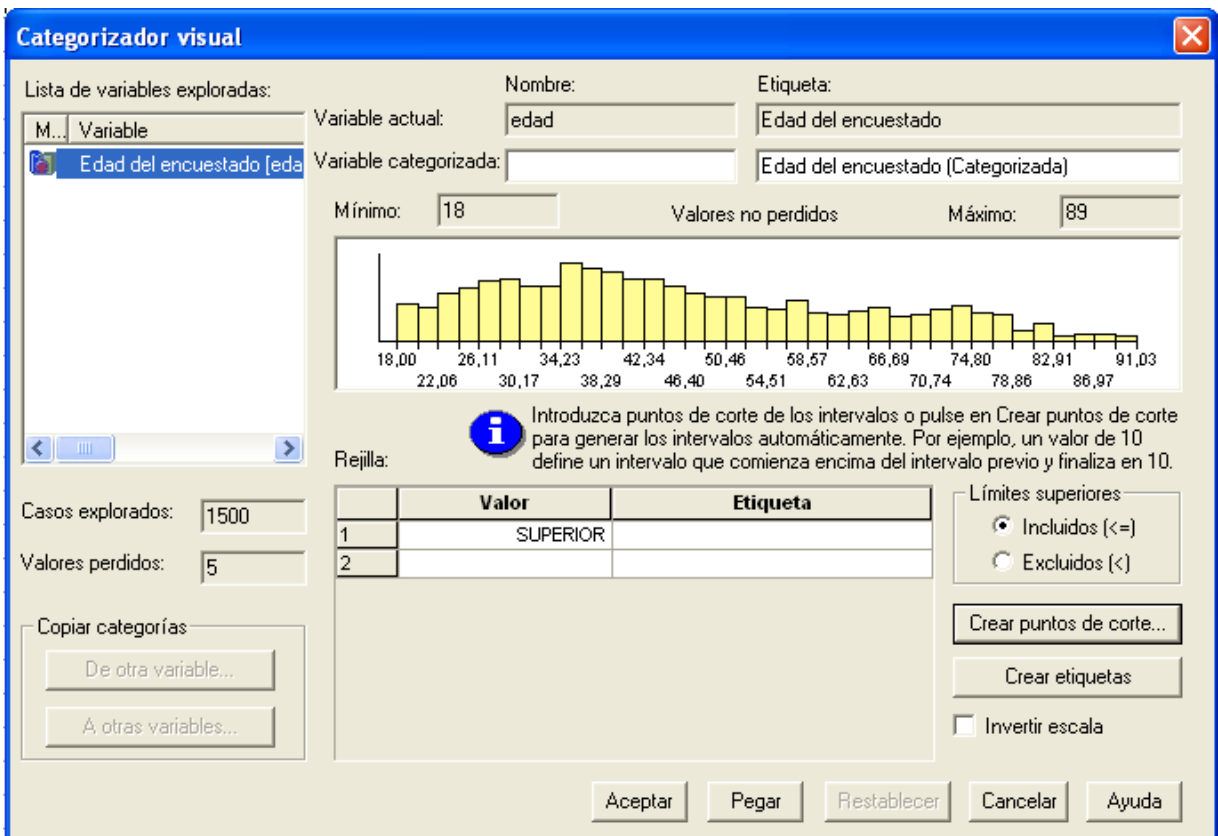 Categorizador visual
Lista de variables exploradas:
M... Variable
Edad del encuestado [eda
Nombre:
Etiqueta:
Variable actual:
edad
Edad del encuestado
Variable categorizada:
Edad del encuestado (Categorizada)
Mínimo:
18
Valores no perdidos
Máximo:
89
18,00 26,11 34,23 42,34 50,46 58,57 66,69 74,80 82,91 91,03
22,06 30,17 38,29 46,40 54,51 62,63 70,74 78,86 86,97
Introduzca puntos de corte de los intervalos o pulse en Crear puntos de corte
para generar los intervalos automáticamente. Por ejemplo, un valor de 10
define un intervalo que comienza encima del intervalo previo y finaliza en 10.
Rejilla:
Valor Etiqueta
1 SUPERIOR
2
Casos explorados:
1500
Valores perdidos:
5
Copiar categorías
De otra variable...
A otras variables...
Límites superiores
Incluidos (<=)
Excluidos (<)
Crear puntos de corte...
Crear etiquetas
Invertir escala
Aceptar
Pegar
Restablecer
Cancelar
Ayuda